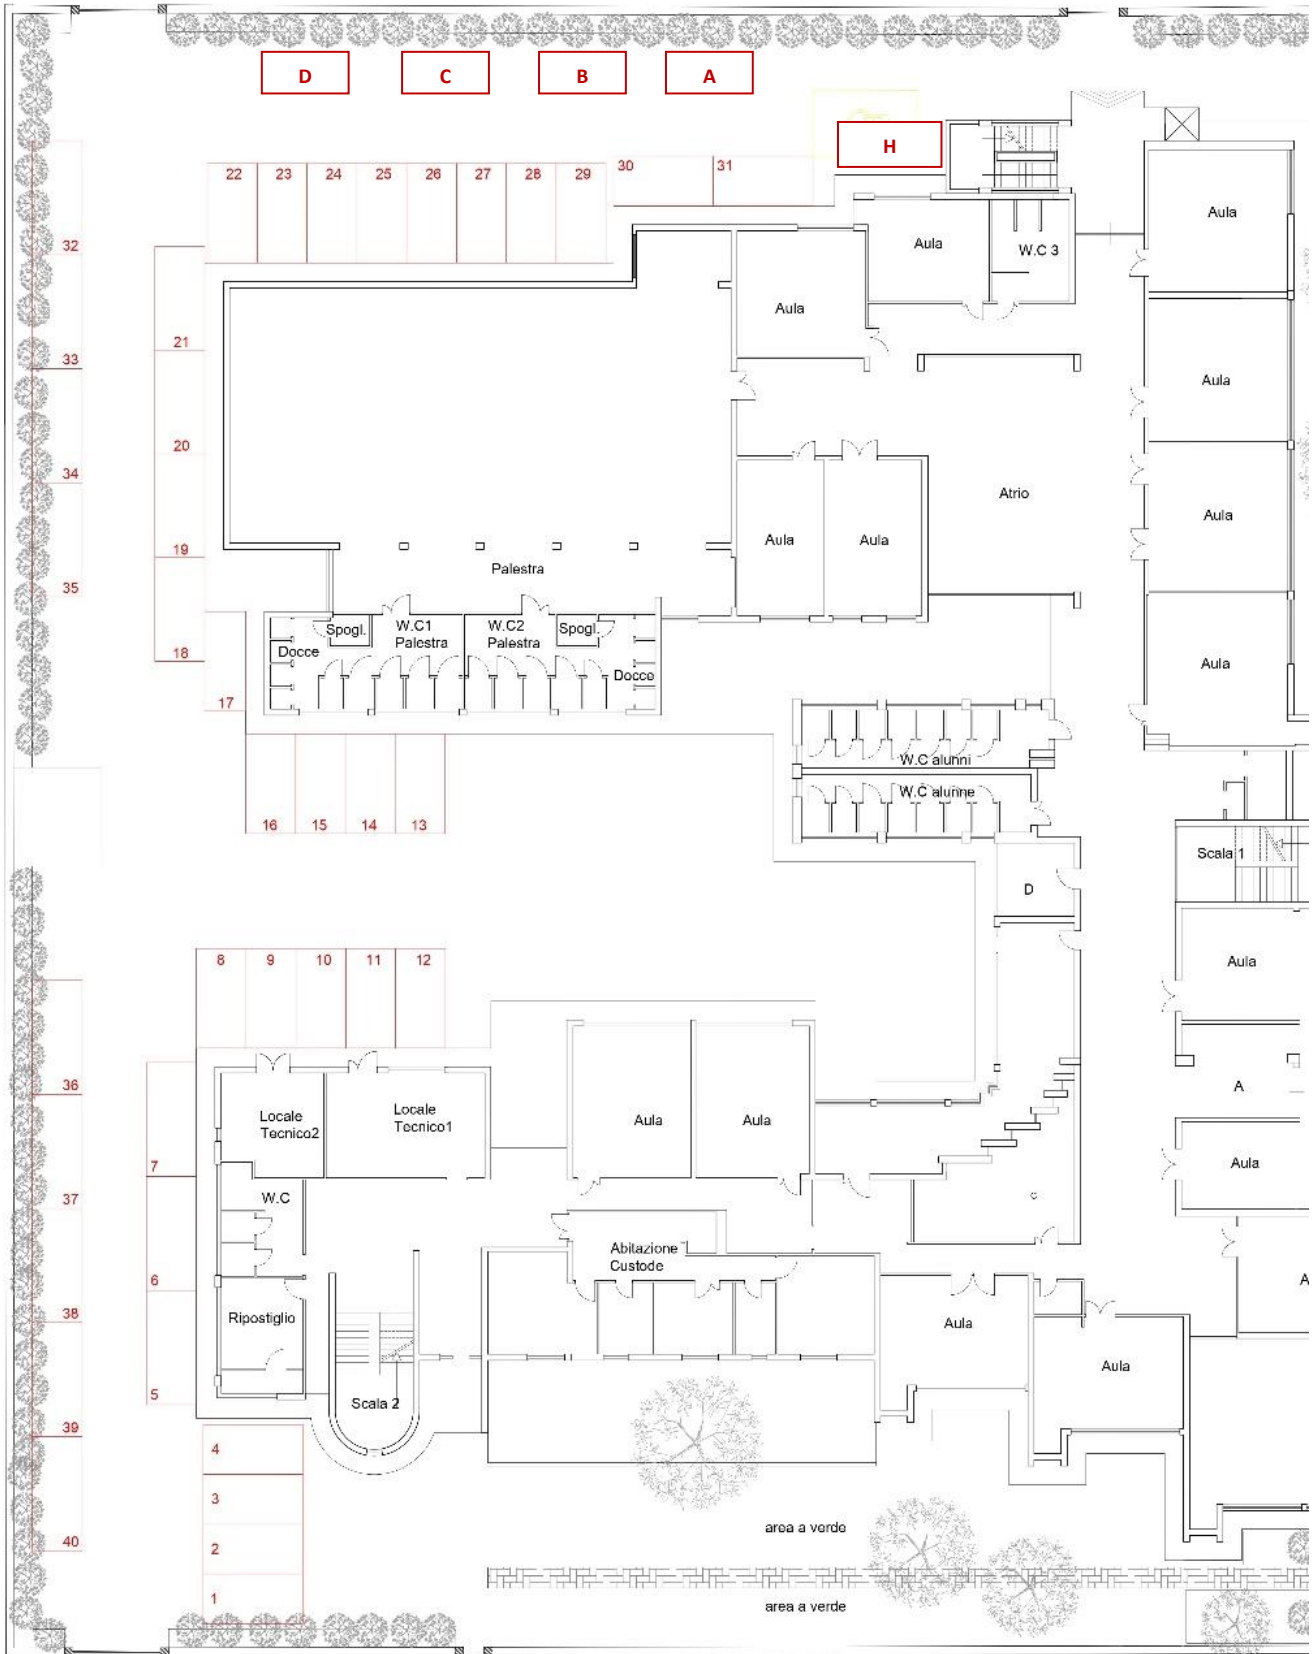 D C B A
H
22 23 24 25 26 27 28 29 30 31
Aula
Aula
W.C 3
32
Aula
21
33
Aula
20
34
Atrio
Aula
19
Aula
Aula
Palestra
35
Spogl.
W.C1
Palestra
W.C2
Palestra
Spogl.
Docce
Docce
18
Aula
17
W.C alunni
W.C alunne
16 15 14 13
Scala 1
D
8 9 10 11 12
Aula
36
A
Locale
Tecnico2
Locale
Tecnico1
Aula
Aula
7
Aula
37
W.C
C
Abitazione
Custode
6
A
38
Ripostiglio
Aula
Aula
5
Scala 2
39
4
3
area a verde
40
2
1
area a verde